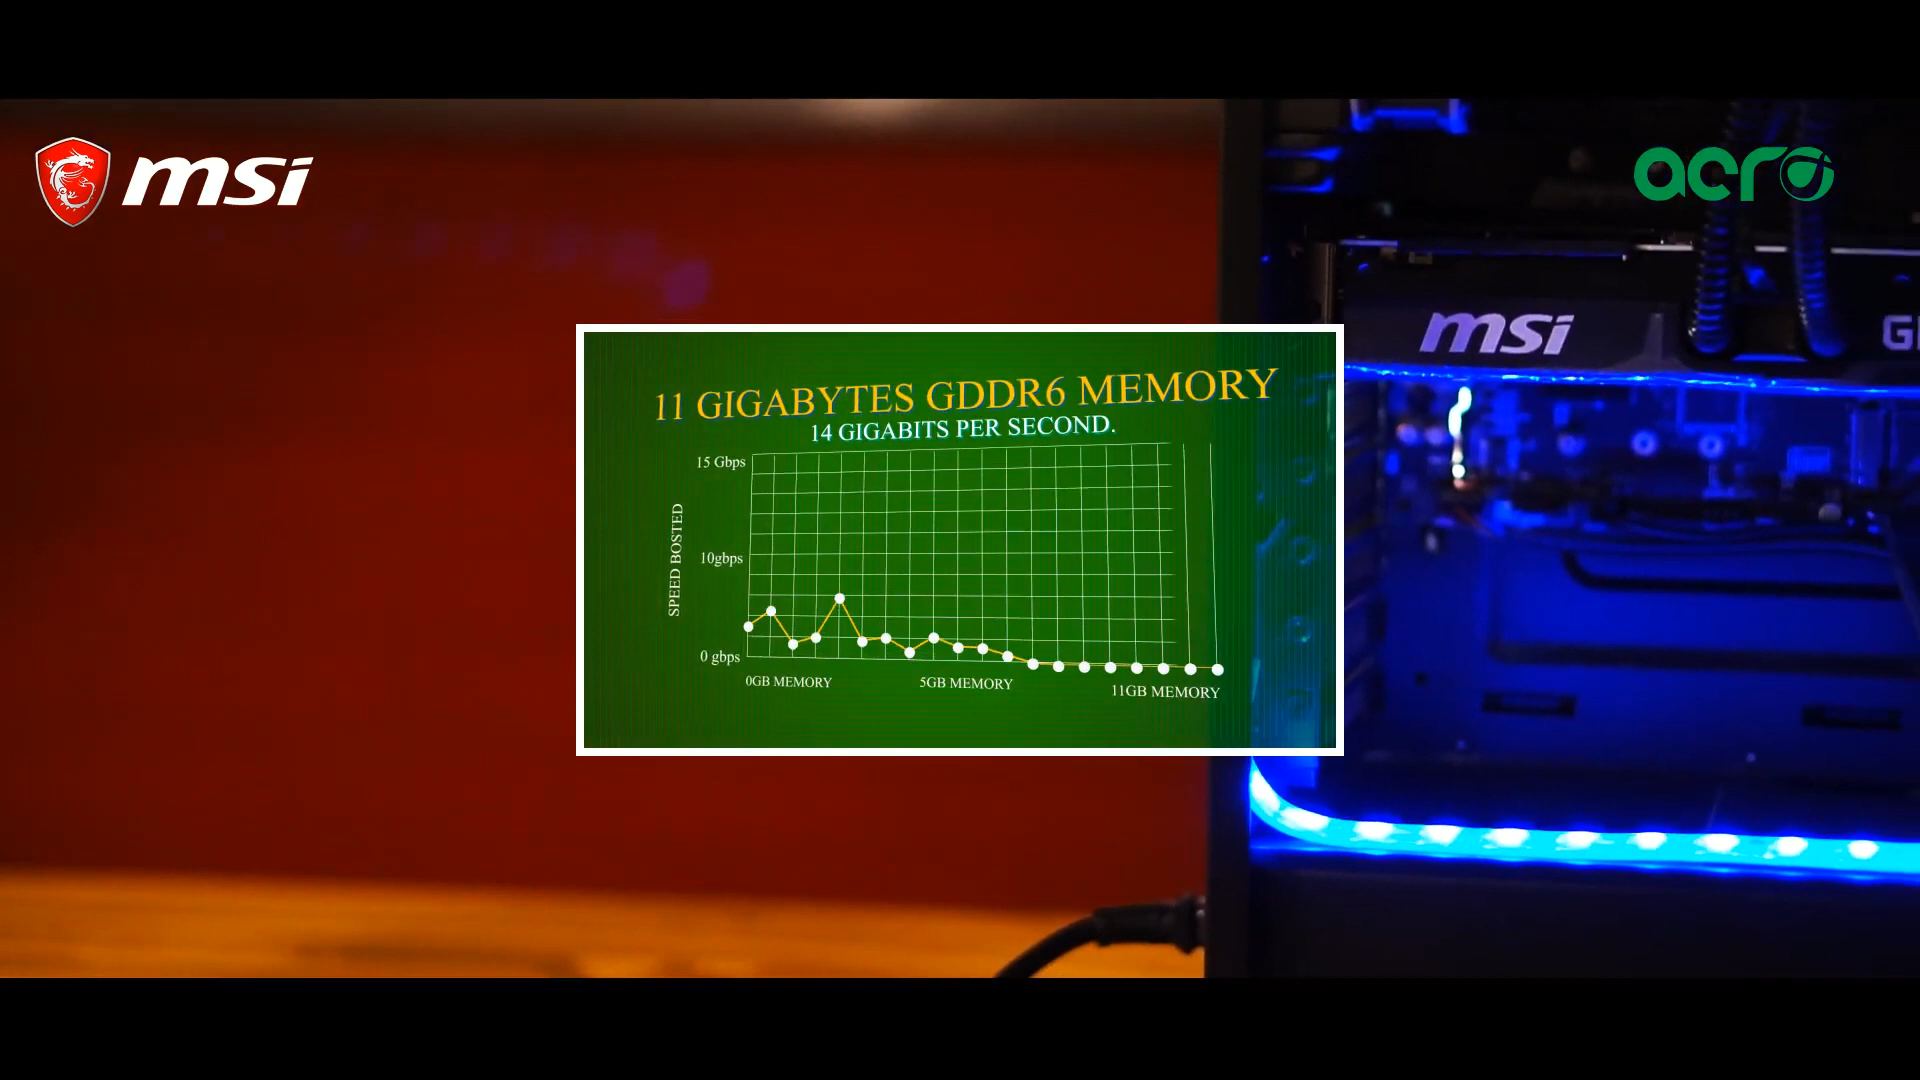 msi
acro
msi
11 GIGABYTES GDDR6 MEMORY
14 GIGABITS PER SECOND.
15 Gbps
SPEED BOSTED
10gbps
0 gbps
0GB MEMORY
5GB MEMORY
11GB MEMORY